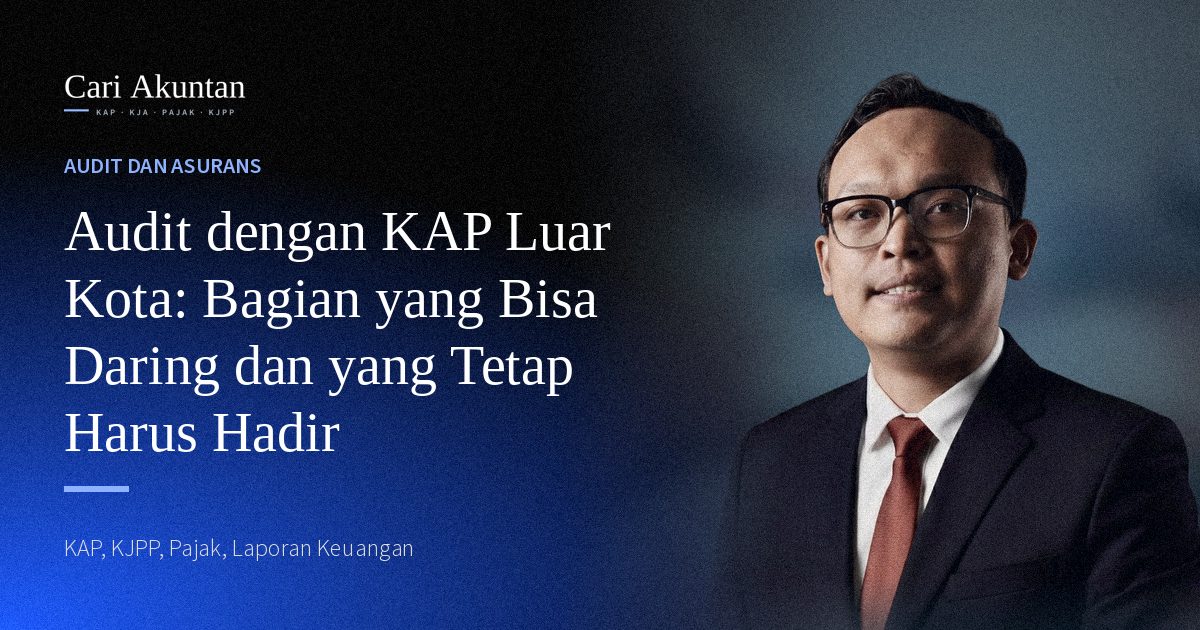 Cari Akuntan
KAP · KJA · PAJAK · KJPP
AUDIT DAN ASURANS
Audit dengan KAP Luar
Kota: Bagian yang Bisa
Daring dan yang Tetap
Harus Hadir
KAP, KJPP, Pajak, Laporan Keuangan